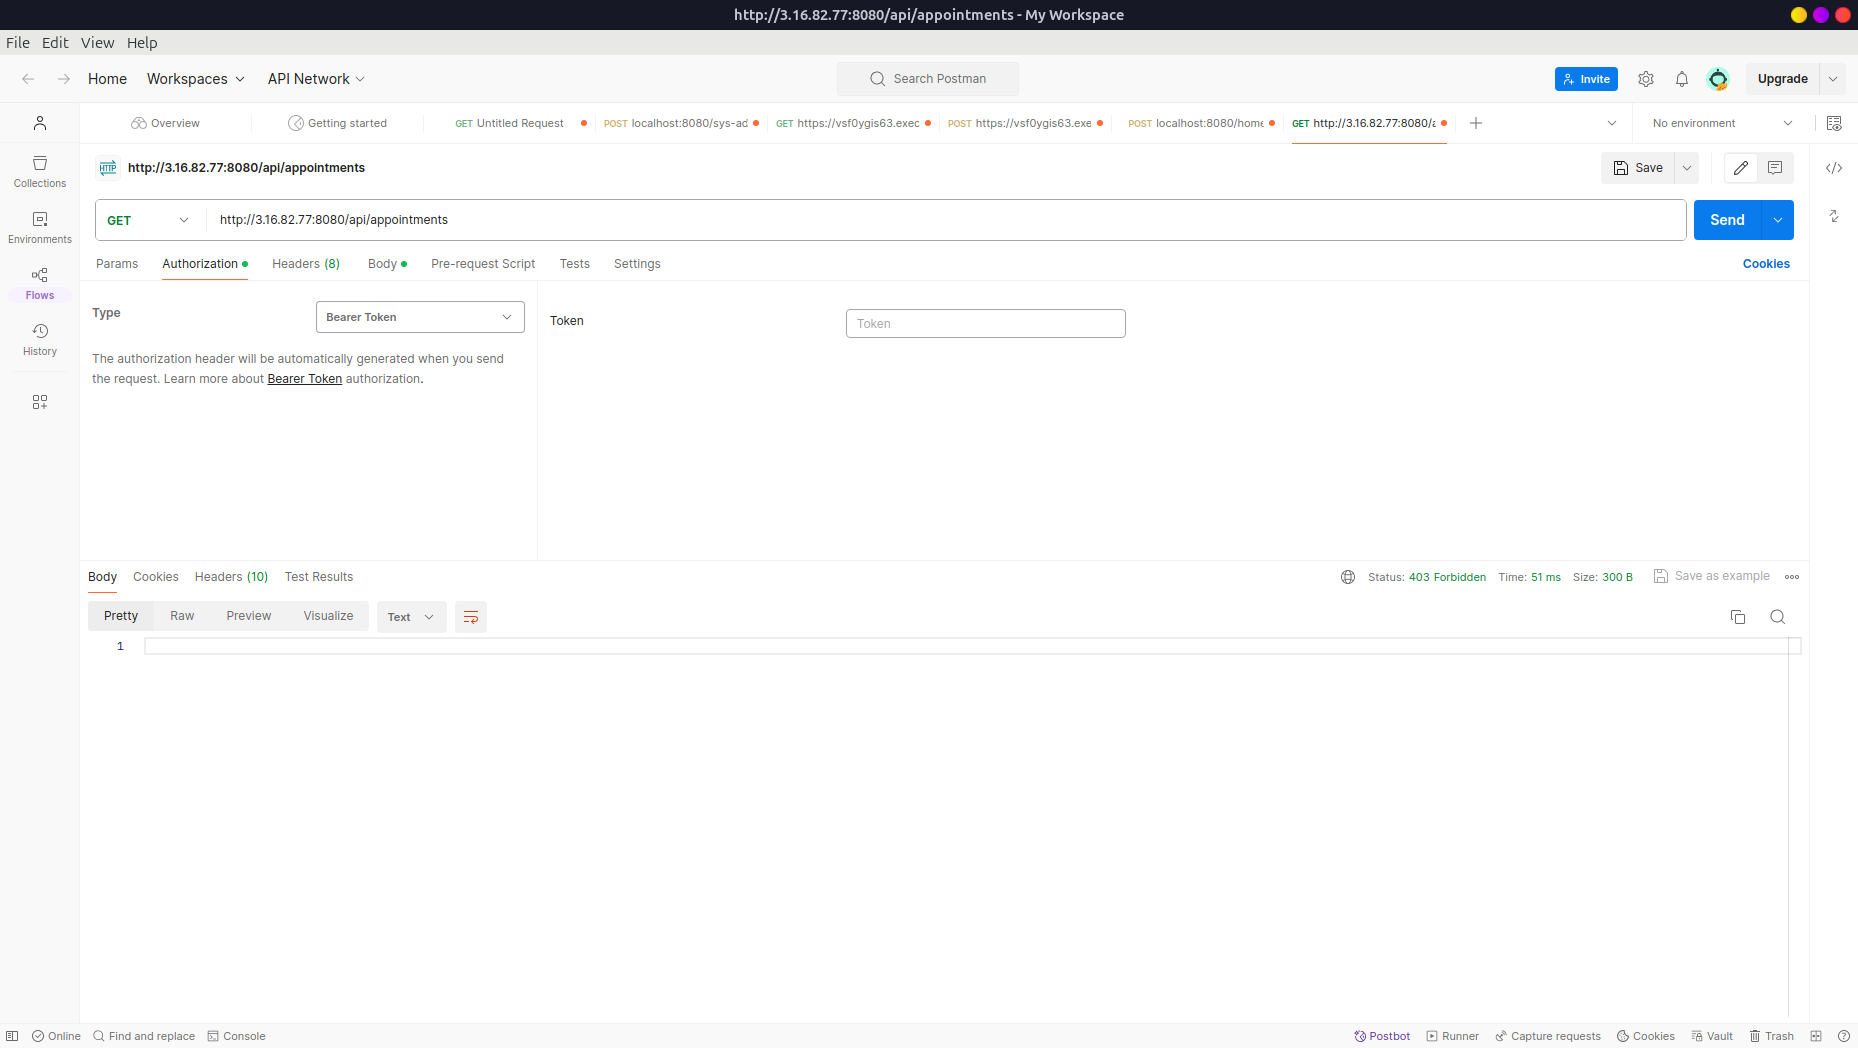 http://3.16.82.77:8080/api/appointments - My Workspace
File Edit View Help
Home Workspaces API Network Search Postman Invite Upgrade
Overview Getting started GET Untitled Request POST localhost:8080/sys-ad GET https://vsf0ygis63.exec POST https://vsf0ygis63.exe POST localhost:8080/home GET http://3.16.82.77:8080/a No environment
Collections
Environments
Flows
History
HTTP http://3.16.82.77:8080/api/appointments Save
GET http://3.16.82.77:8080/api/appointments Send
Params Authorization Headers (8) Body Pre-request Script Tests Settings Cookies
Type Bearer Token Token Token
The authorization header will be automatically generated when you send
the request. Learn more about Bearer Token authorization.
Body Cookies Headers (10) Test Results Status: 403 Forbidden Time: 51 ms Size: 300 B Save as example
Pretty Raw Preview Visualize Text
1
Online Find and replace Console Postbot Runner Capture requests Cookies Vault Trash